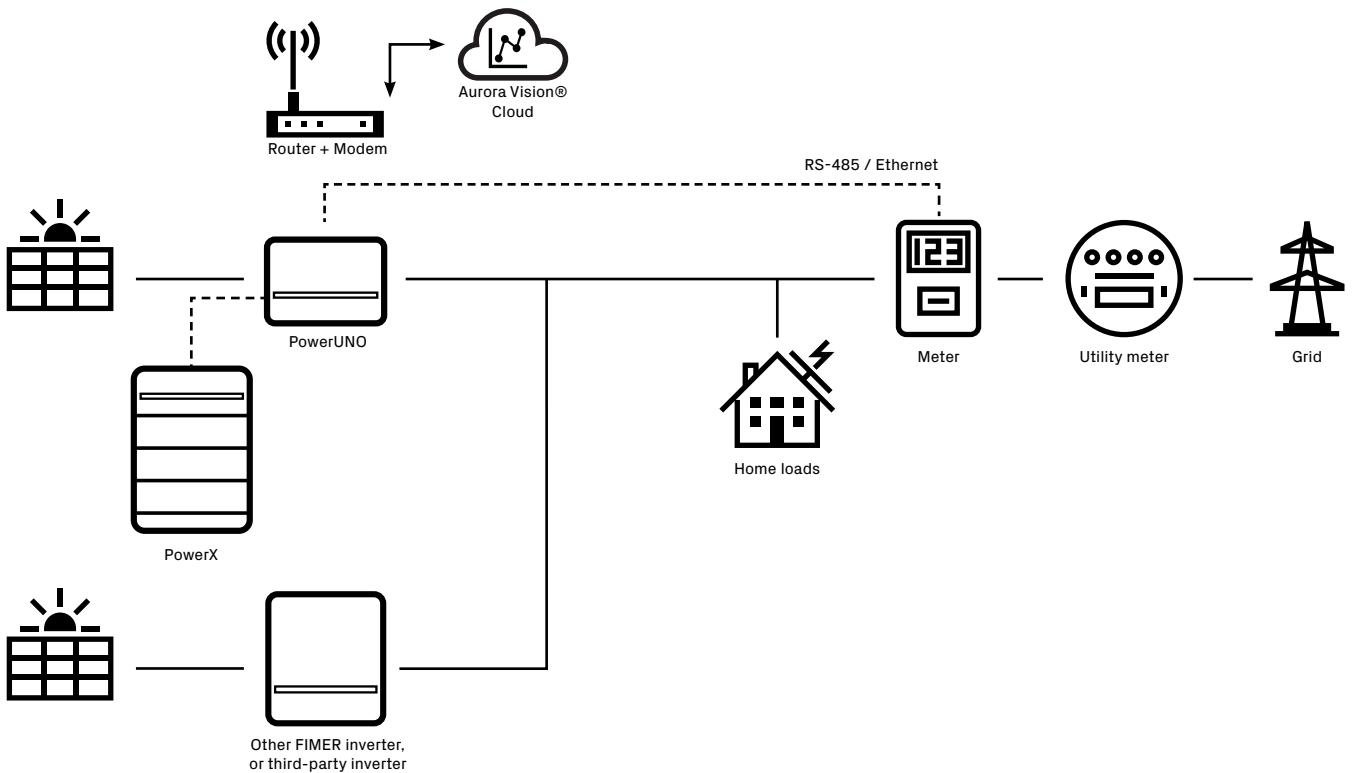 Aurora Vision®
Cloud
Router + Modem
RS-485 / Ethernet
123
PowerUNO
Meter
Utility meter
Grid
Home loads
PowerX
Other FIMER inverter,
or third-party inverter